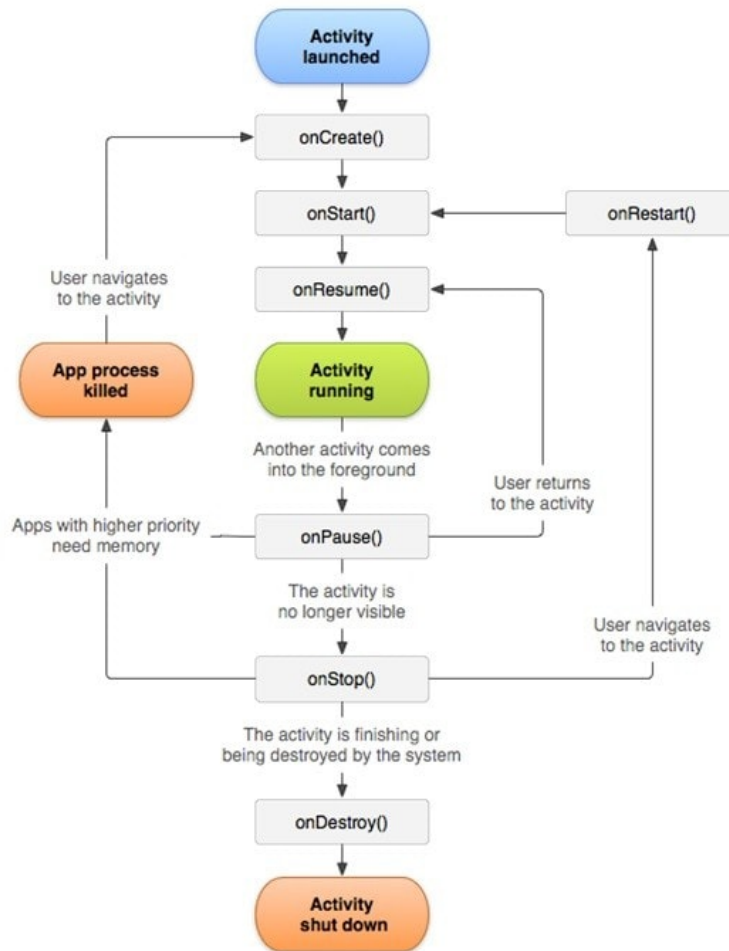 Activity
launched
onCreate()
onStart()
onRestart()
User navigates
to the activity
onResume()
App process
killed
Activity
running
Another activity comes
into the foreground
User returns
to the activity
Apps with higher priority
need memory
onPause()
The activity is
no longer visible
User navigates
to the activity
onStop()
The activity is finishing or
being destroyed by the system
onDestroy()
Activity
shut down